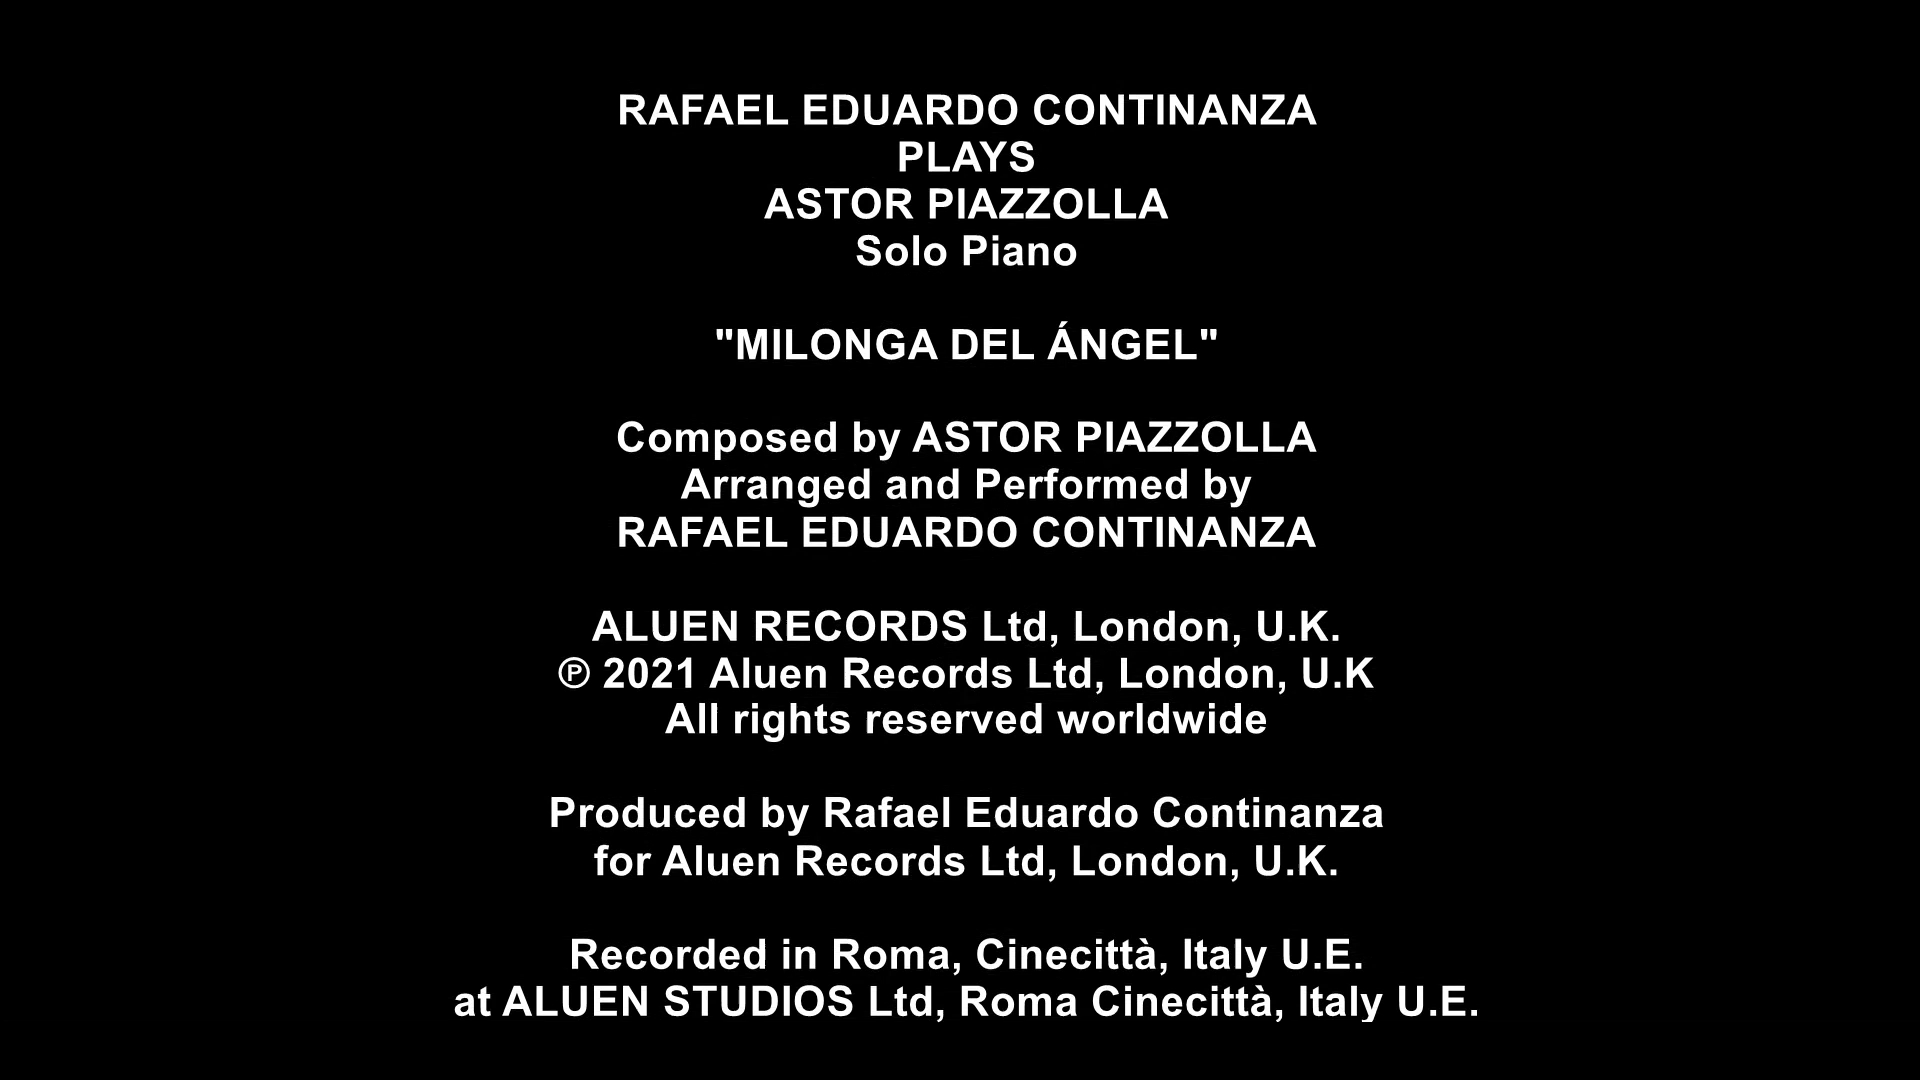 RAFAEL EDUARDO CONTINANZA
PLAYS
ASTOR PIAZZOLLA
Solo Piano
"MILONGA DEL ÁNGEL"
Composed by ASTOR PIAZZOLLA
Arranged and Performed by
RAFAEL EDUARDO CONTINANZA
ALUEN RECORDS Ltd, London, U.K.
℗ 2021 Aluen Records Ltd, London, U.K
All rights reserved worldwide
Produced by Rafael Eduardo Continanza
for Aluen Records Ltd, London, U.K.
Recorded in Roma, Cinecittà, Italy U.E.
at ALUEN STUDIOS Ltd, Roma Cinecittà, Italy U.E.